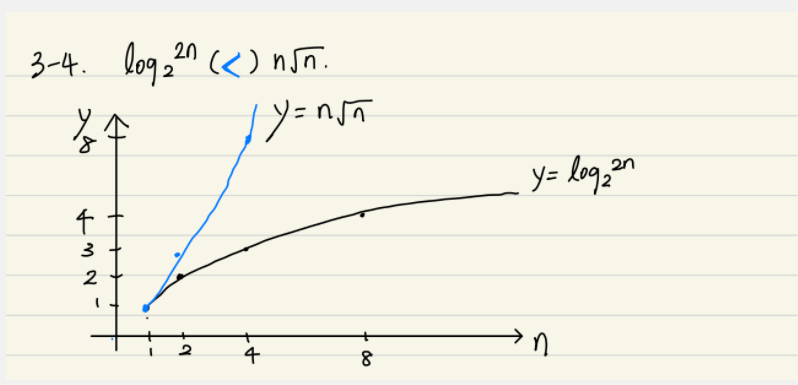 3-4. log₂2n (<) n√n.
y
8
y = n√n
y = log₂2n
4
3
2
1
n
1 2 4 8